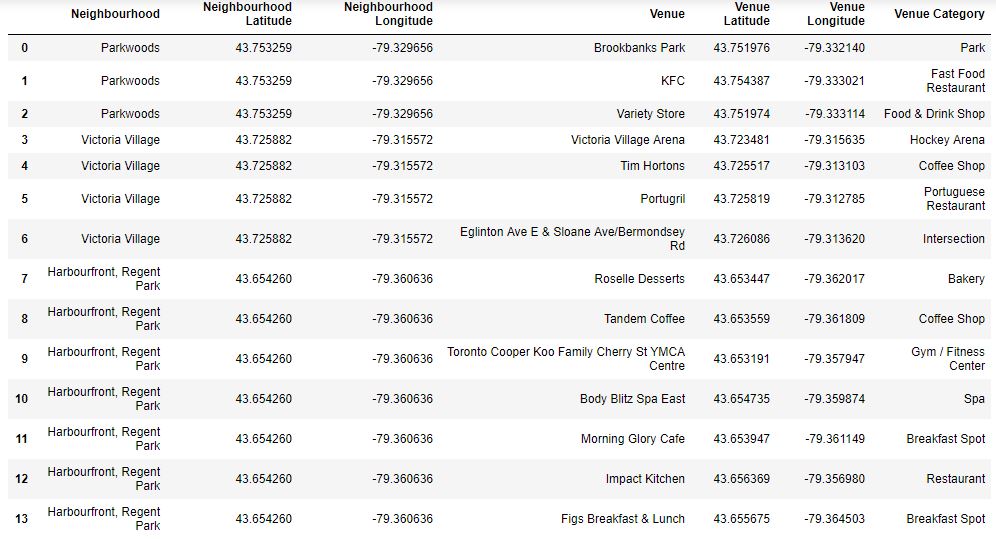 Neighbourhood Neighbourhood Latitude Neighbourhood Longitude Venue Venue Latitude Venue Longitude Venue Category
0 Parkwoods 43.753259 -79.329656 Brookbanks Park 43.751976 -79.332140 Park
1 Parkwoods 43.753259 -79.329656 KFC 43.754387 -79.333021 Fast Food Restaurant
2 Parkwoods 43.753259 -79.329656 Variety Store 43.751974 -79.333114 Food & Drink Shop
3 Victoria Village 43.725882 -79.315572 Victoria Village Arena 43.723481 -79.315635 Hockey Arena
4 Victoria Village 43.725882 -79.315572 Tim Hortons 43.725517 -79.313103 Coffee Shop
5 Victoria Village 43.725882 -79.315572 Portugril 43.725819 -79.312785 Portuguese Restaurant
6 Victoria Village 43.725882 -79.315572 Eglinton Ave E & Sloane Ave/Bermondsey Rd 43.726086 -79.313620 Intersection
7 Harbourfront, Regent Park 43.654260 -79.360636 Roselle Desserts 43.653447 -79.362017 Bakery
8 Harbourfront, Regent Park 43.654260 -79.360636 Tandem Coffee 43.653559 -79.361809 Coffee Shop
9 Harbourfront, Regent Park 43.654260 -79.360636 Toronto Cooper Koo Family Cherry St YMCA Centre 43.653191 -79.357947 Gym / Fitness Center
10 Harbourfront, Regent Park 43.654260 -79.360636 Body Blitz Spa East 43.654735 -79.359874 Spa
11 Harbourfront, Regent Park 43.654260 -79.360636 Morning Glory Cafe 43.653947 -79.361149 Breakfast Spot
12 Harbourfront, Regent Park 43.654260 -79.360636 Impact Kitchen 43.656369 -79.356980 Restaurant
13 Harbourfront, Regent Park 43.654260 -79.360636 Figs Breakfast & Lunch 43.655675 -79.364503 Breakfast Spot